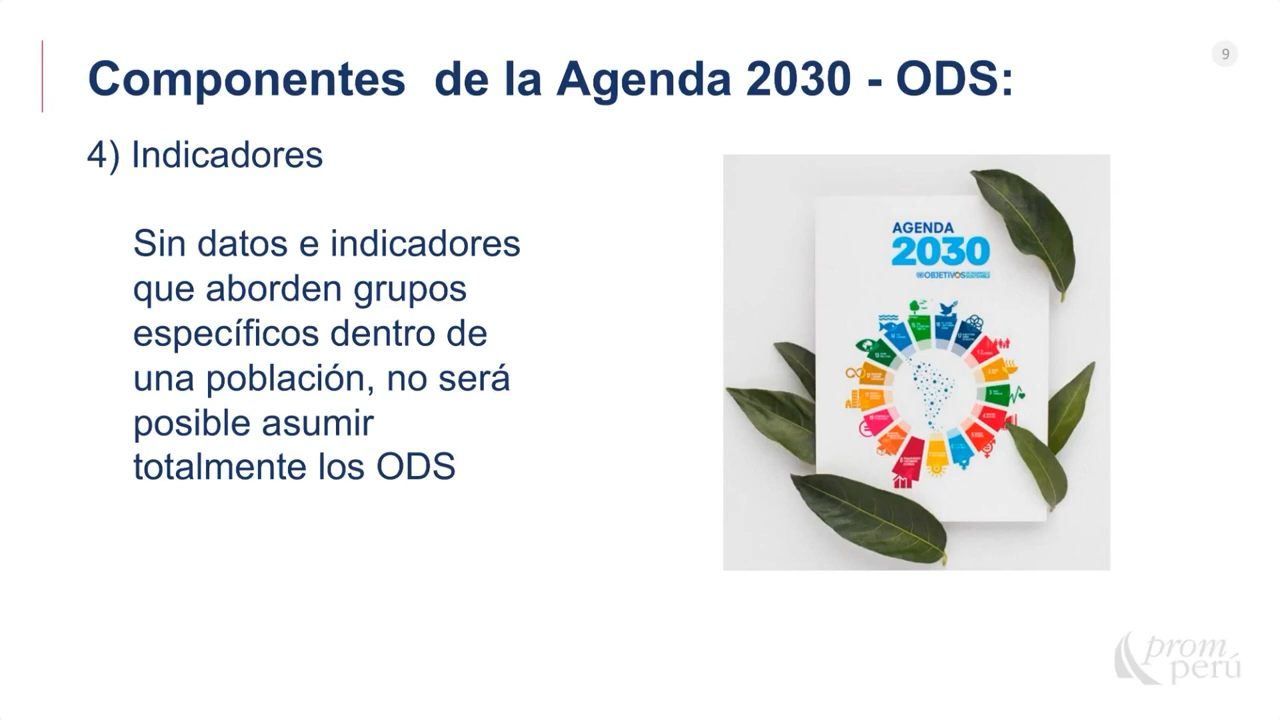 Componentes de la Agenda 2030 - ODS:
9
4) Indicadores
Sin datos e indicadores
que aborden grupos
específicos dentro de
una población, no será
posible asumir
totalmente los ODS
AGENDA
2030
OBJETIVOS
prom
perú